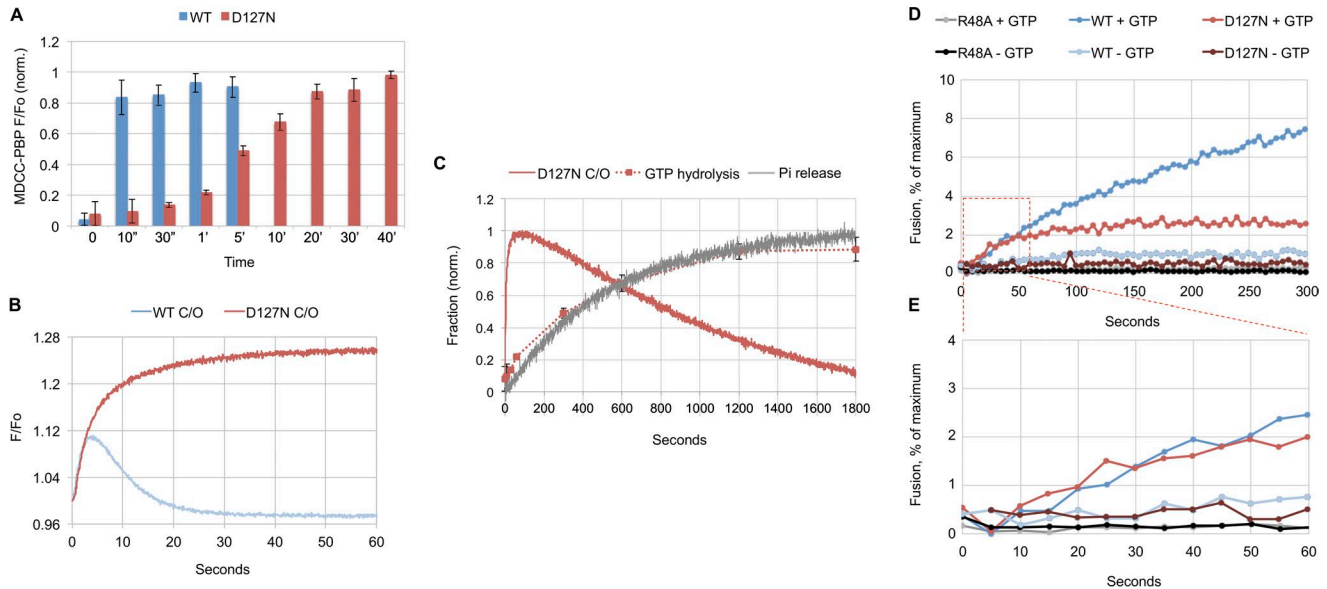 A
WT D127N
MDCC-PBP F/Fo (norm.)
1.2
1
0.8
0.6
0.4
0.2
0
0 10" 30" 1' 5' 10' 20' 30' 40'
Time
B
WT C/O D127N C/O
F/Fo
1.28
1.2
1.12
1.04
0.96
0 10 20 30 40 50 60
Seconds
C
D127N C/O GTP hydrolysis Pi release
Fraction (norm.)
1.2
1
0.8
0.6
0.4
0.2
0
0 200 400 600 800 1000 1200 1400 1600 1800
Seconds
D
R48A + GTP WT + GTP D127N + GTP
R48A - GTP WT - GTP D127N - GTP
Fusion, % of maximum
10
8
6
4
2
0
0 50 100 150 200 250 300
Seconds
E
Fusion, % of maximum
4
3
2
1
0
0 10 20 30 40 50 60
Seconds